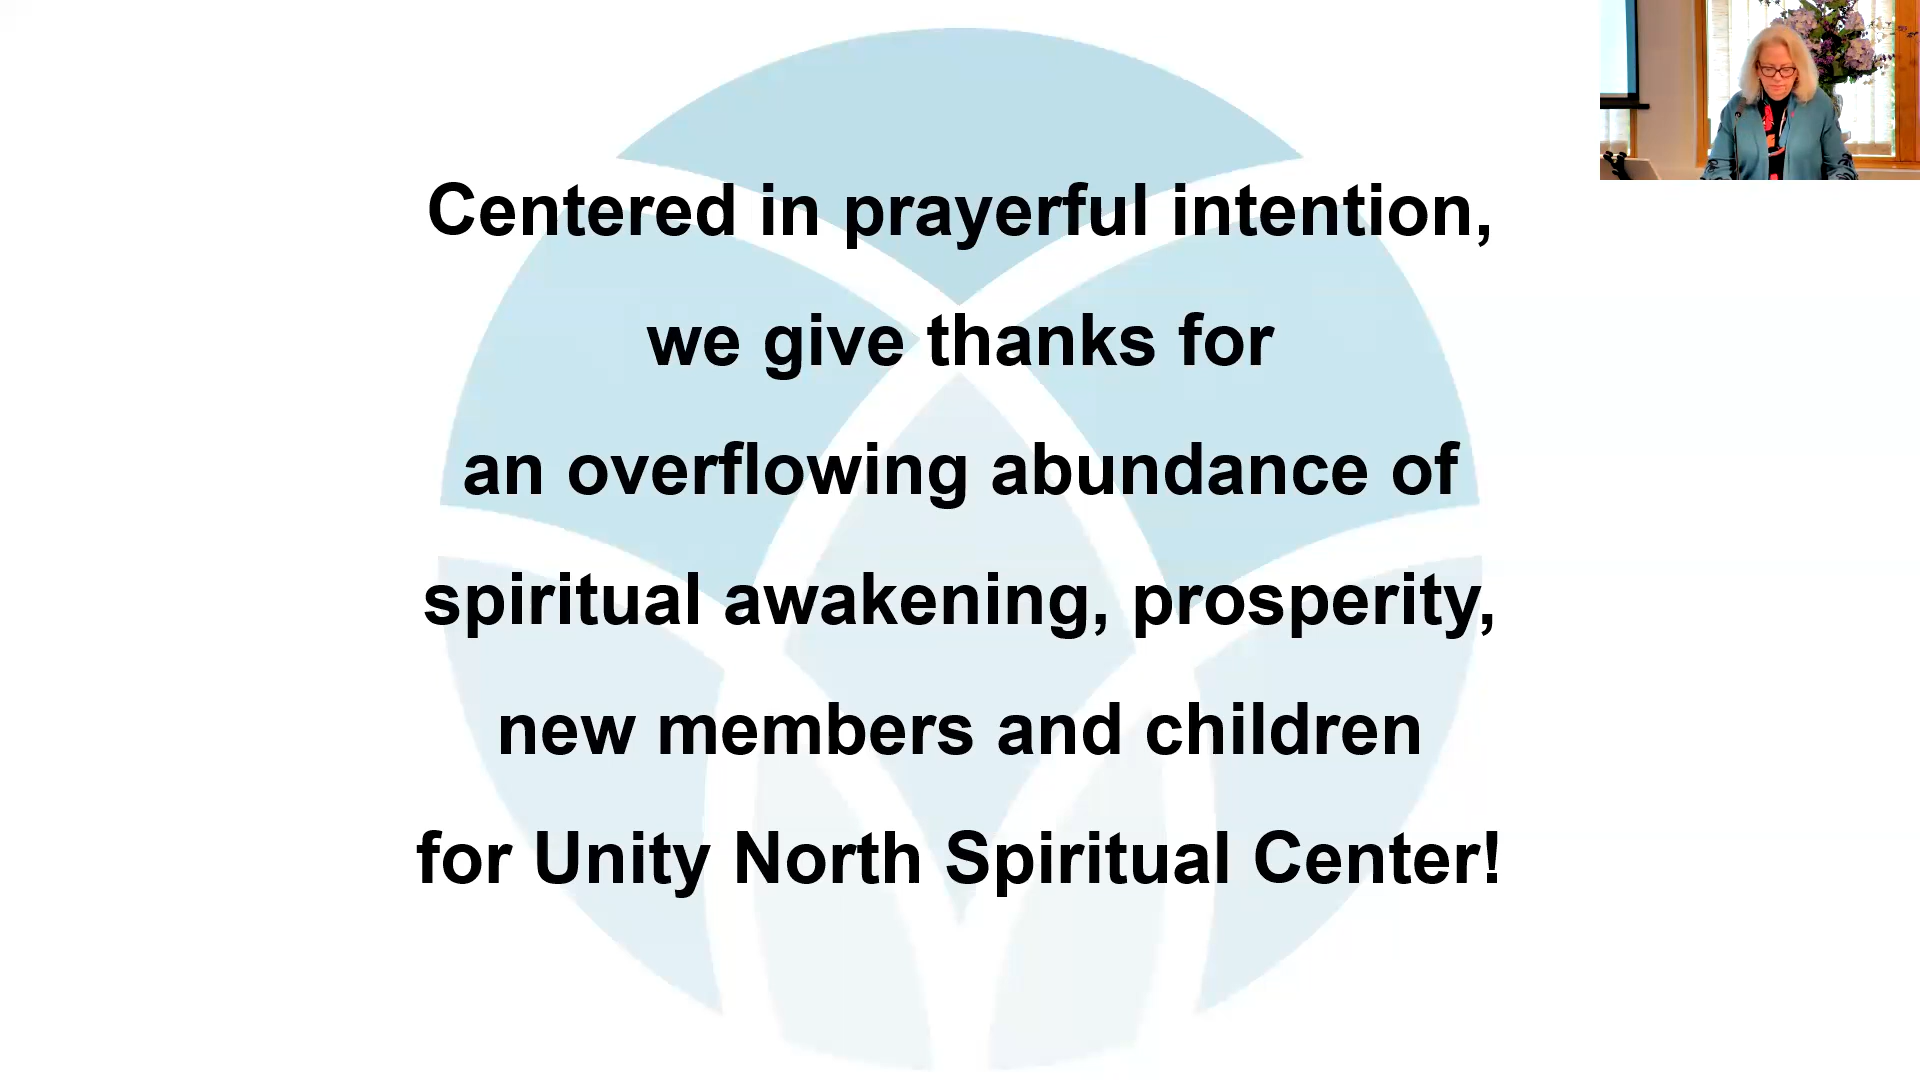 Centered in prayerful intention,
we give thanks for
an overflowing abundance of
spiritual awakening, prosperity,
new members and children
for Unity North Spiritual Center!